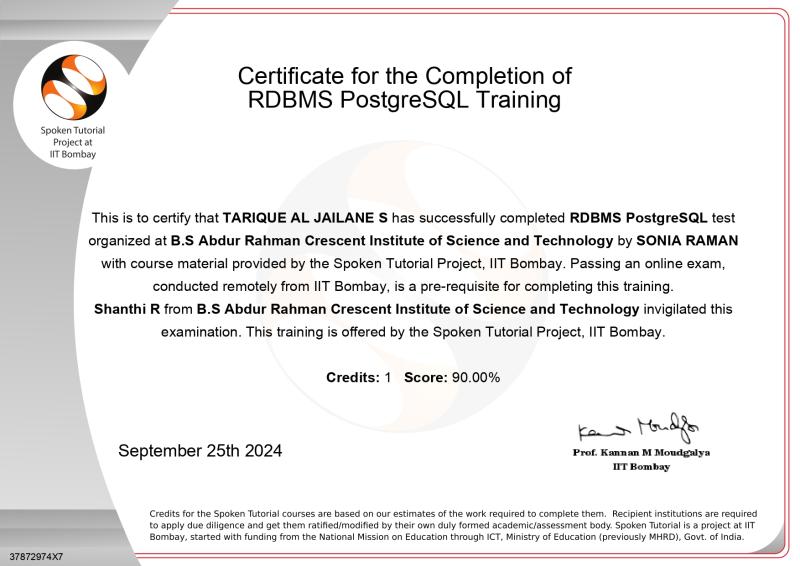 Certificate for the Completion of
RDBMS PostgreSQL Training
Spoken Tutorial
Project at
IIT Bombay
This is to certify that TARIQUE AL JAILANE S has successfully completed RDBMS PostgreSQL test
organized at B.S Abdur Rahman Crescent Institute of Science and Technology by SONIA RAMAN
with course material provided by the Spoken Tutorial Project, IIT Bombay. Passing an online exam,
conducted remotely from IIT Bombay, is a pre-requisite for completing this training.
Shanthi R from B.S Abdur Rahman Crescent Institute of Science and Technology invigilated this
examination. This training is offered by the Spoken Tutorial Project, IIT Bombay.
Credits: 1 Score: 90.00%
September 25th 2024
Prof. Kannan M Moudgalya
IIT Bombay
Credits for the Spoken Tutorial courses are based on our estimates of the work required to complete them. Recipient institutions are required
to apply due diligence and get them ratified/modified by their own duly formed academic/assessment body. Spoken Tutorial is a project at IIT
Bombay, started with funding from the National Mission on Education through ICT, Ministry of Education (previously MHRD), Govt. of India.
37872974X7